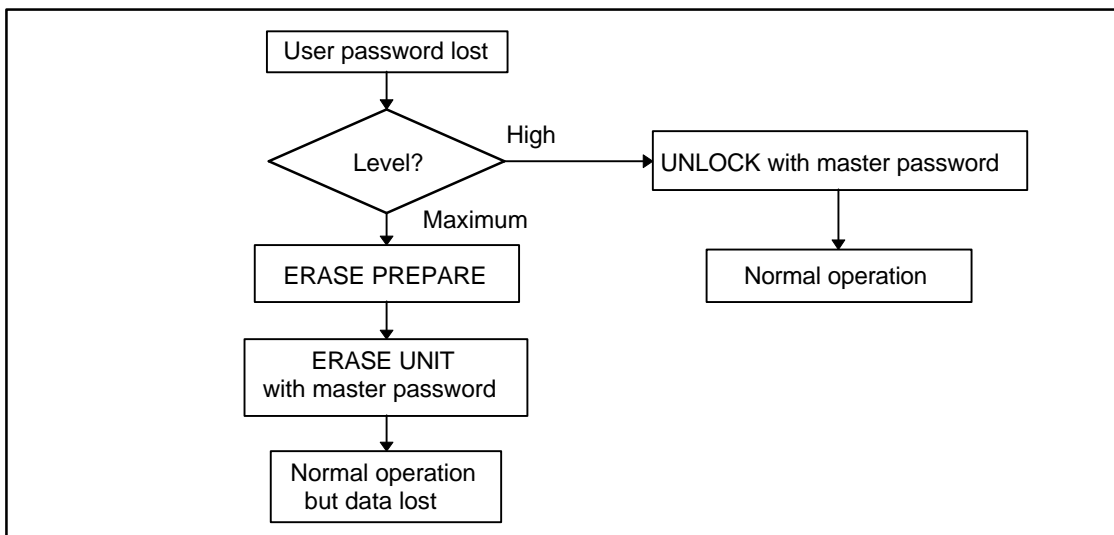 User password lost
Level?
High
UNLOCK with master password
Maximum
ERASE PREPARE
Normal operation
ERASE UNIT
with master password
Normal operation
but data lost